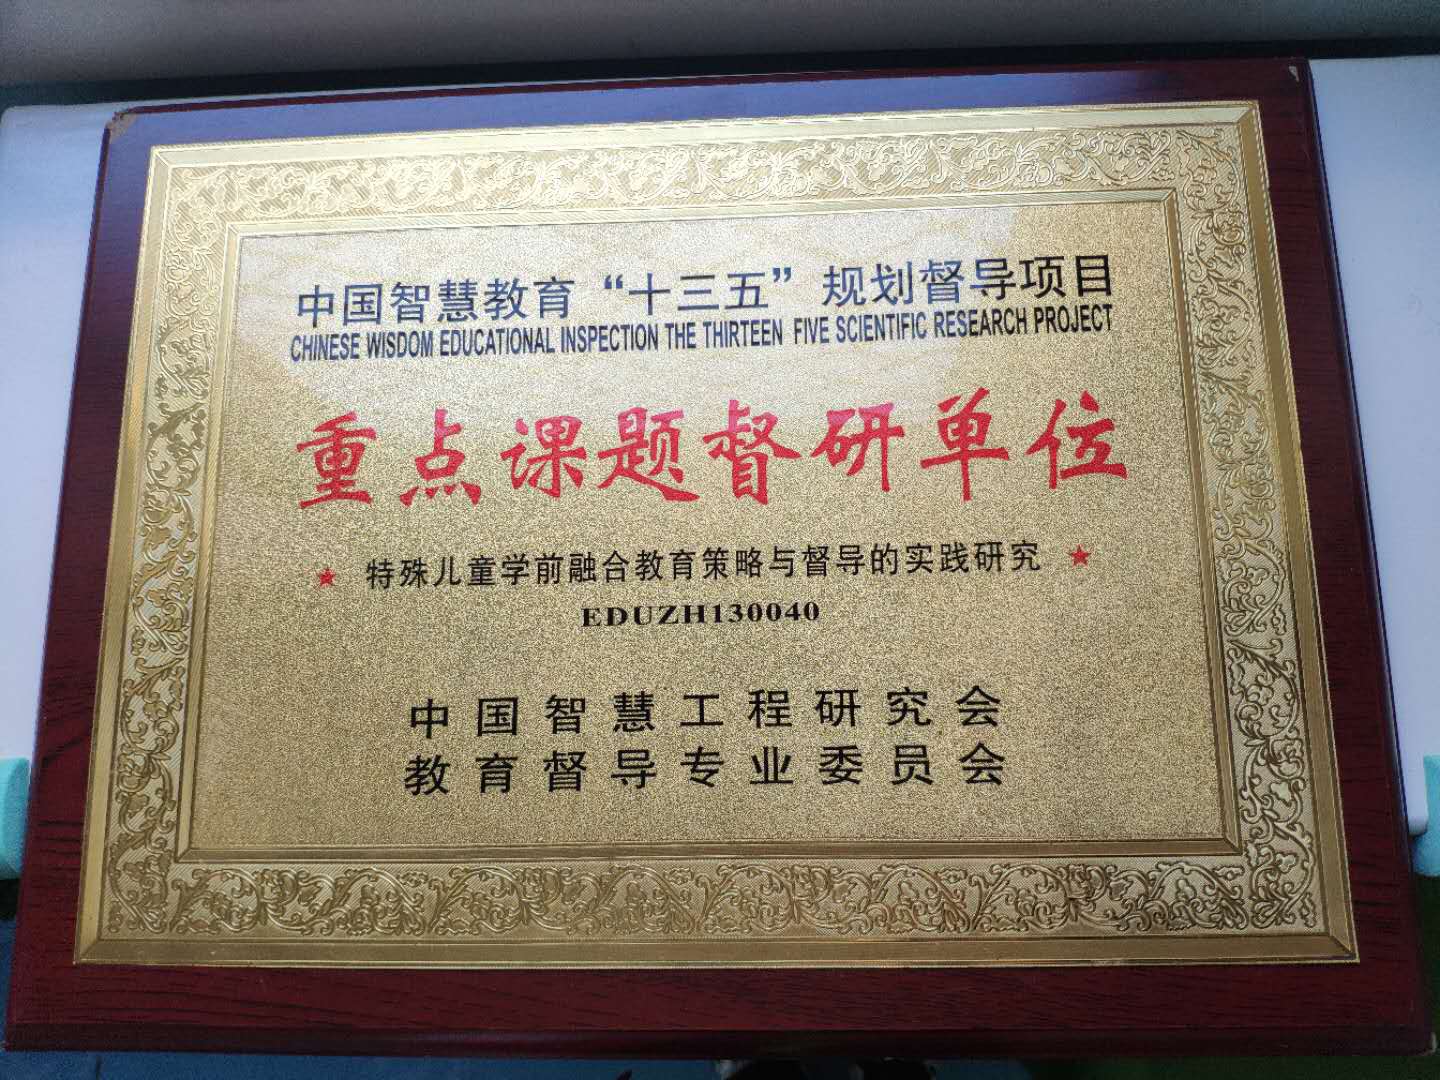 中国智慧教育“十三五”规划督导项目
CHINESE WISDOM EDUCATIONAL INSPECTION THE THIRTEEN FIVE SCIENTIFIC RESEARCH PROJECT
重点课题督研单位
★ 特殊儿童学前融合教育策略与督导的实践研究 ★
EDUZH130040
中国智慧工程研究会
教育督导专业委员会